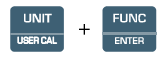 UNIT + FUNC
USER CAL ENTER